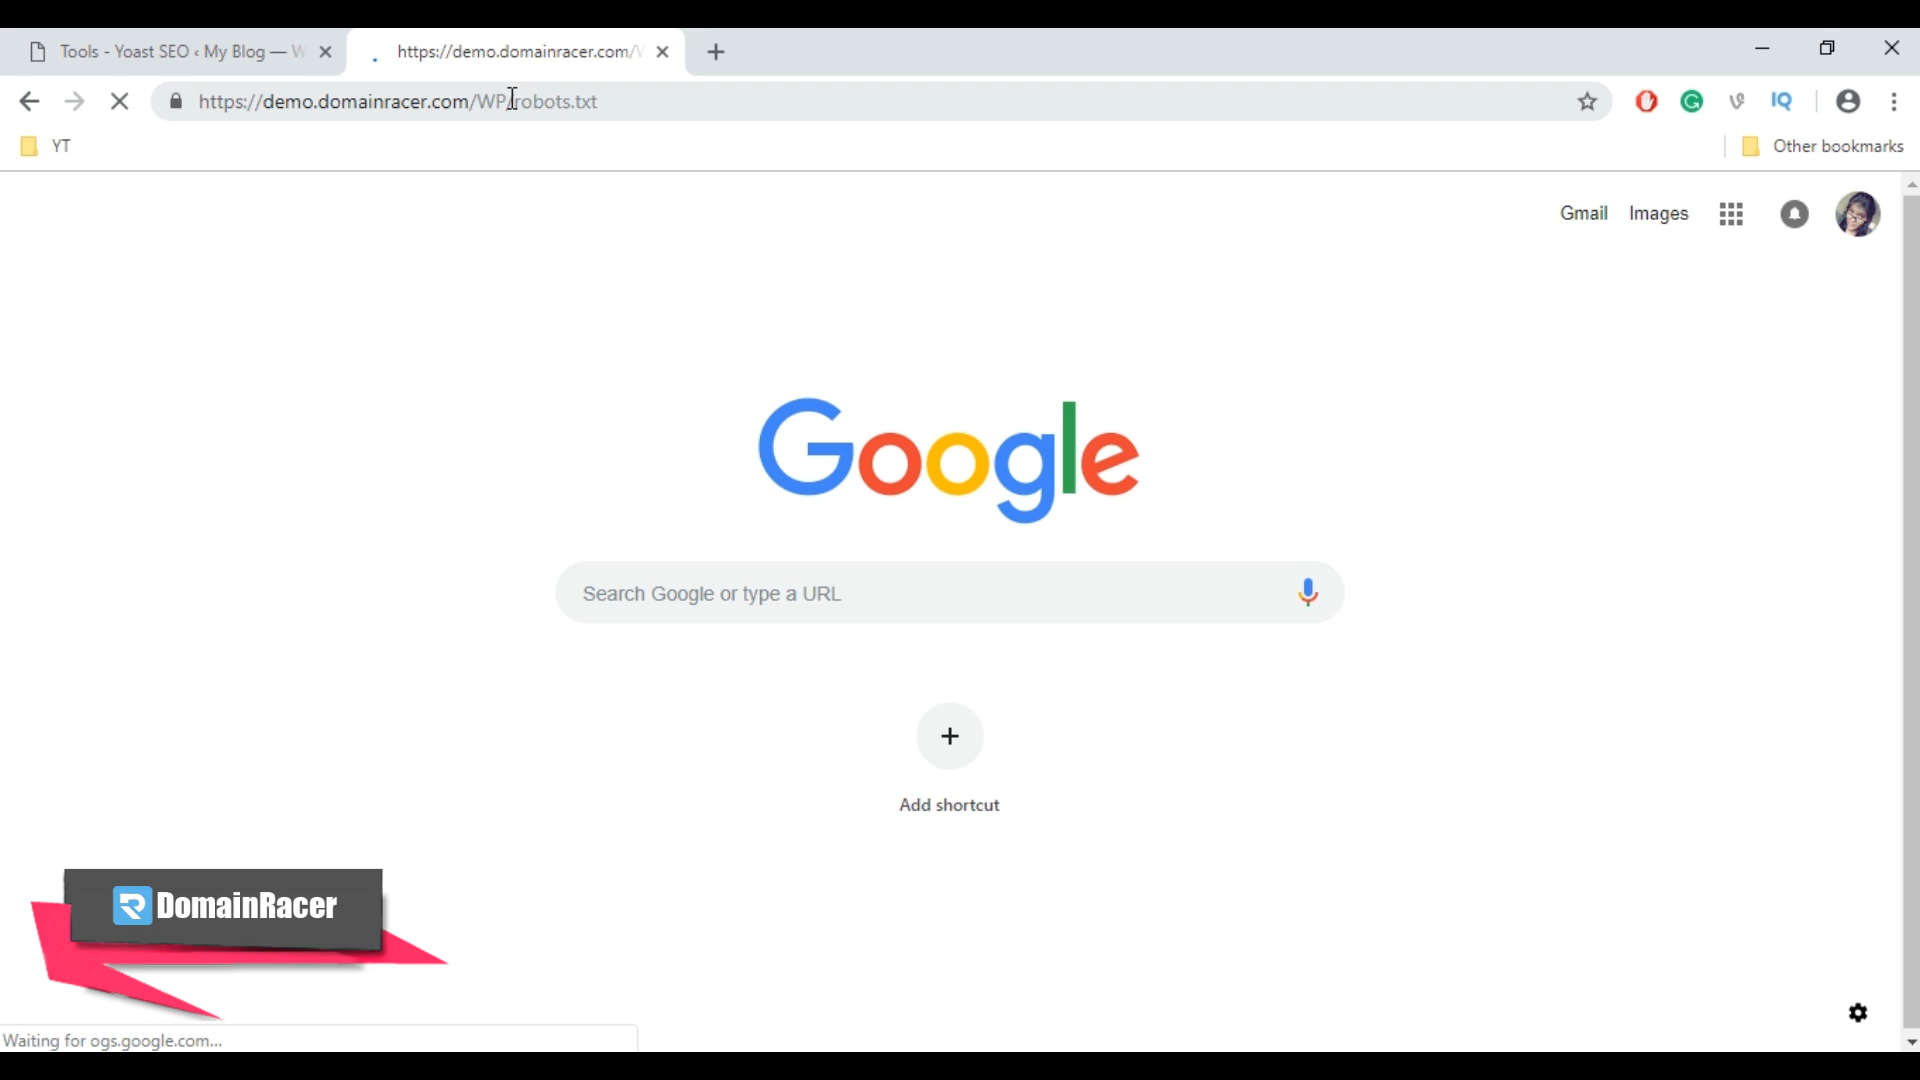 Tools - Yoast SEO ‹ My Blog — W
https://demo.domainracer.com/
https://demo.domainracer.com/WP/robots.txt
YT
Other bookmarks
Gmail Images
Google
Search Google or type a URL
Add shortcut
DomainRacer
Waiting for ogs.google.com...